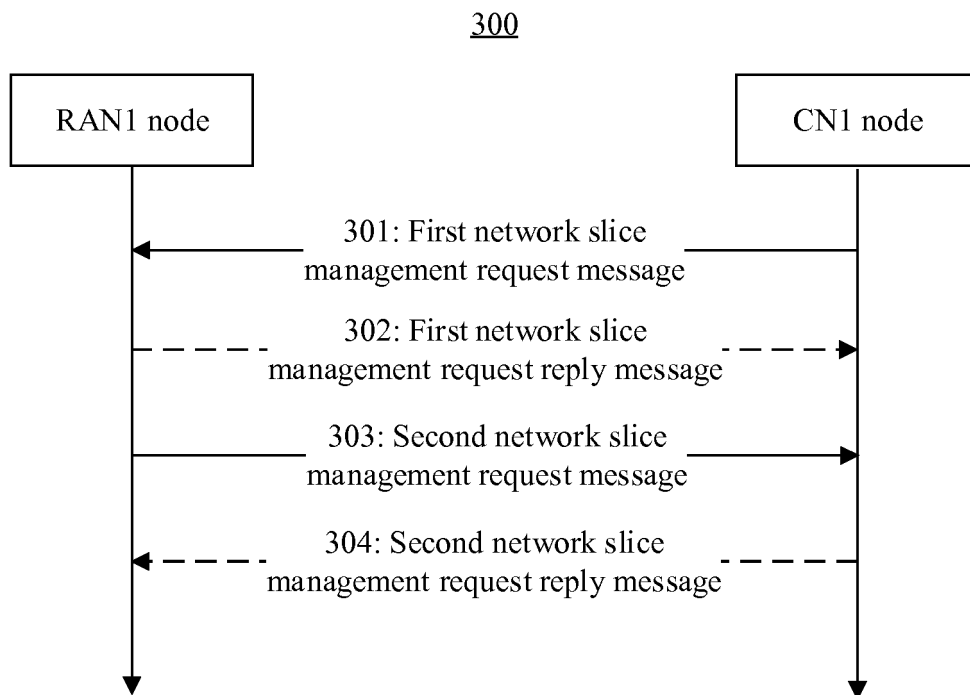 300
RAN1 node
CN1 node
301: First network slice
management request message
302: First network slice
management request reply message
303: Second network slice
management request message
304: Second network slice
management request reply message